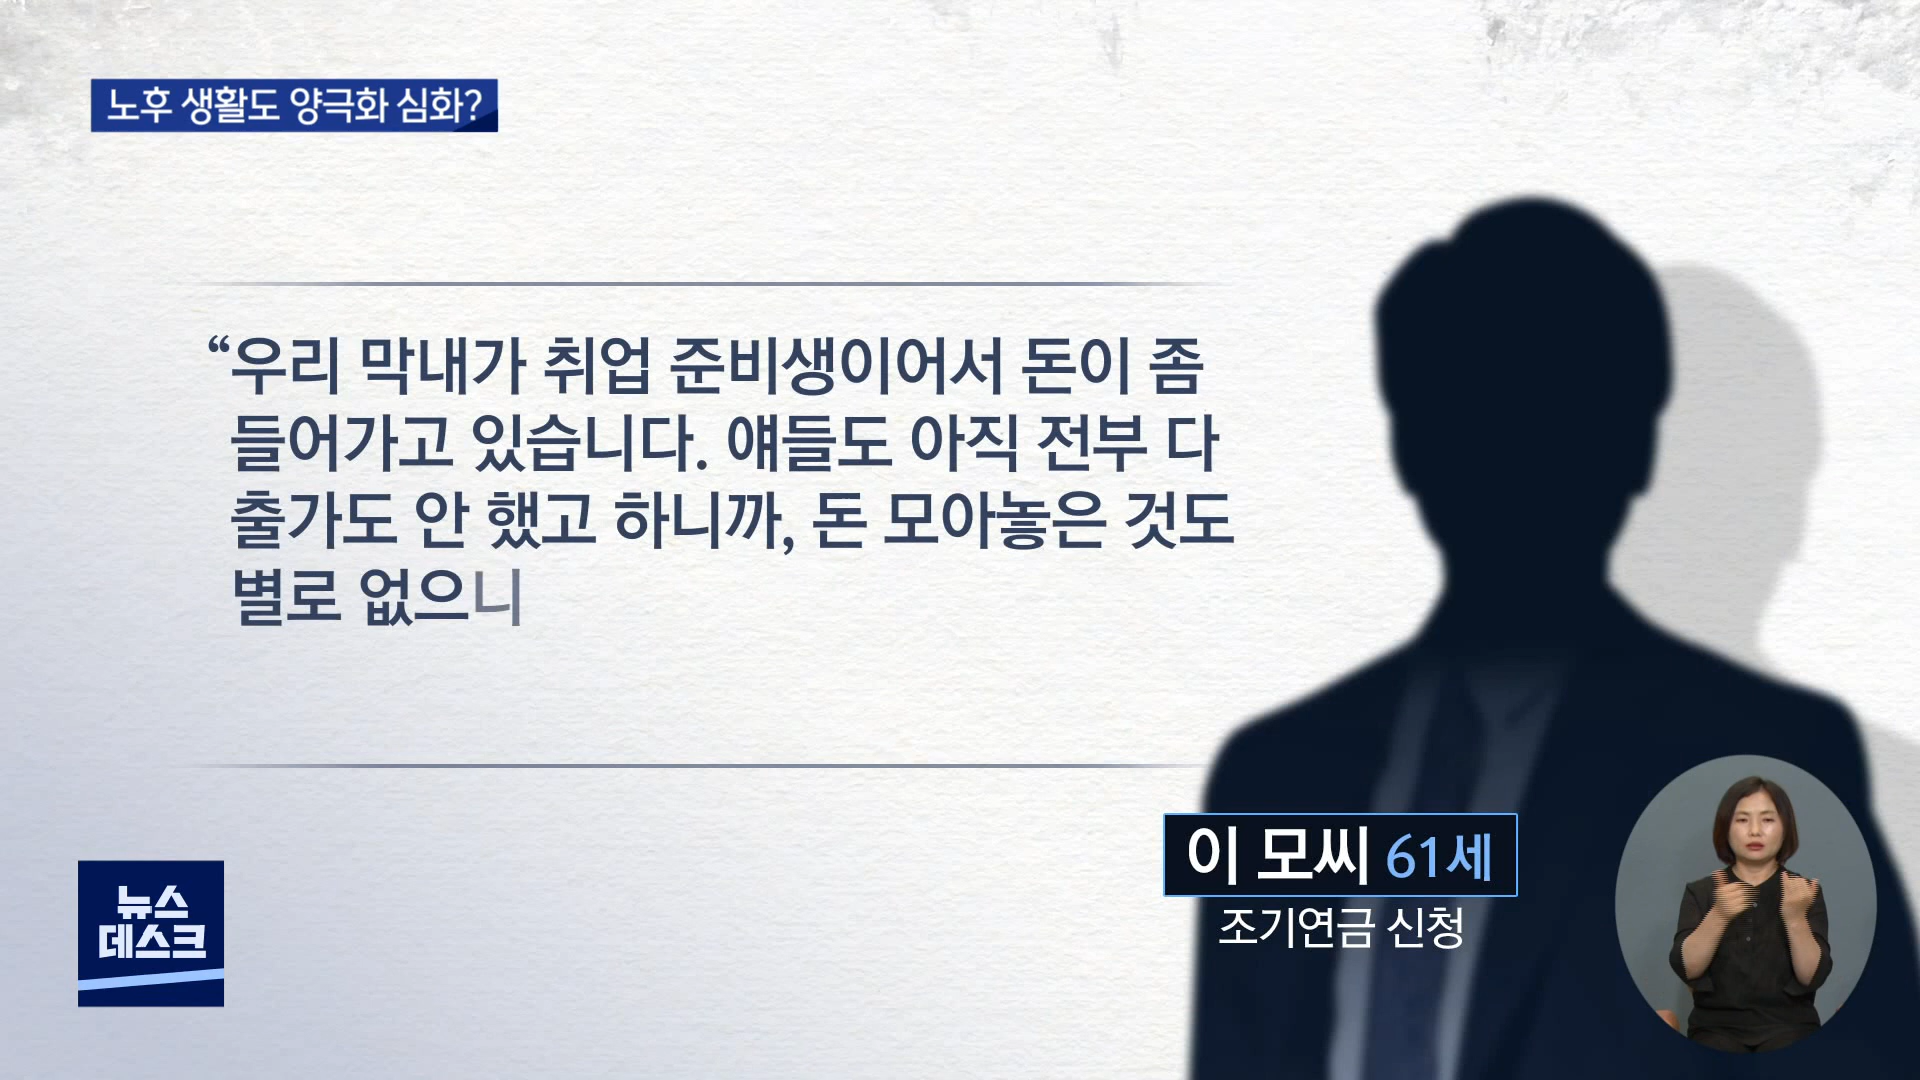 노후 생활도 양극화 심화?
“우리 막내가 취업 준비생이어서 돈이 좀
들어가고 있습니다. 얘들도 아직 전부 다
출가도 안 했고 하니까, 돈 모아놓은 것도
별로 없으니
이 모씨 61세
조기연금 신청
뉴스
데스크